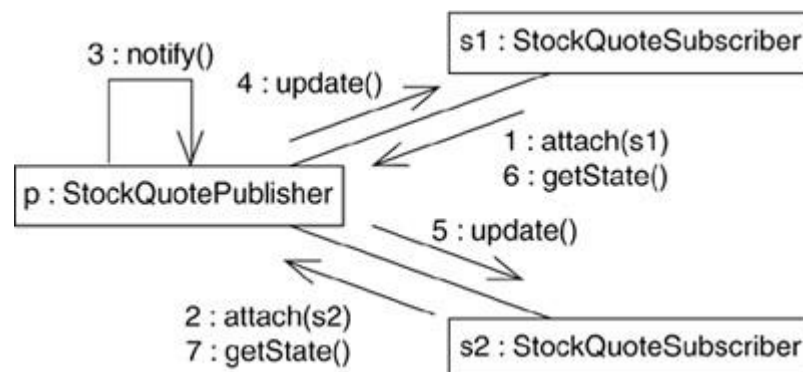 s1 : StockQuoteSubscriber
3 : notify()
4 : update()
1 : attach(s1)
6 : getState()
p : StockQuotePublisher
5 : update()
2 : attach(s2)
7 : getState()
s2 : StockQuoteSubscriber